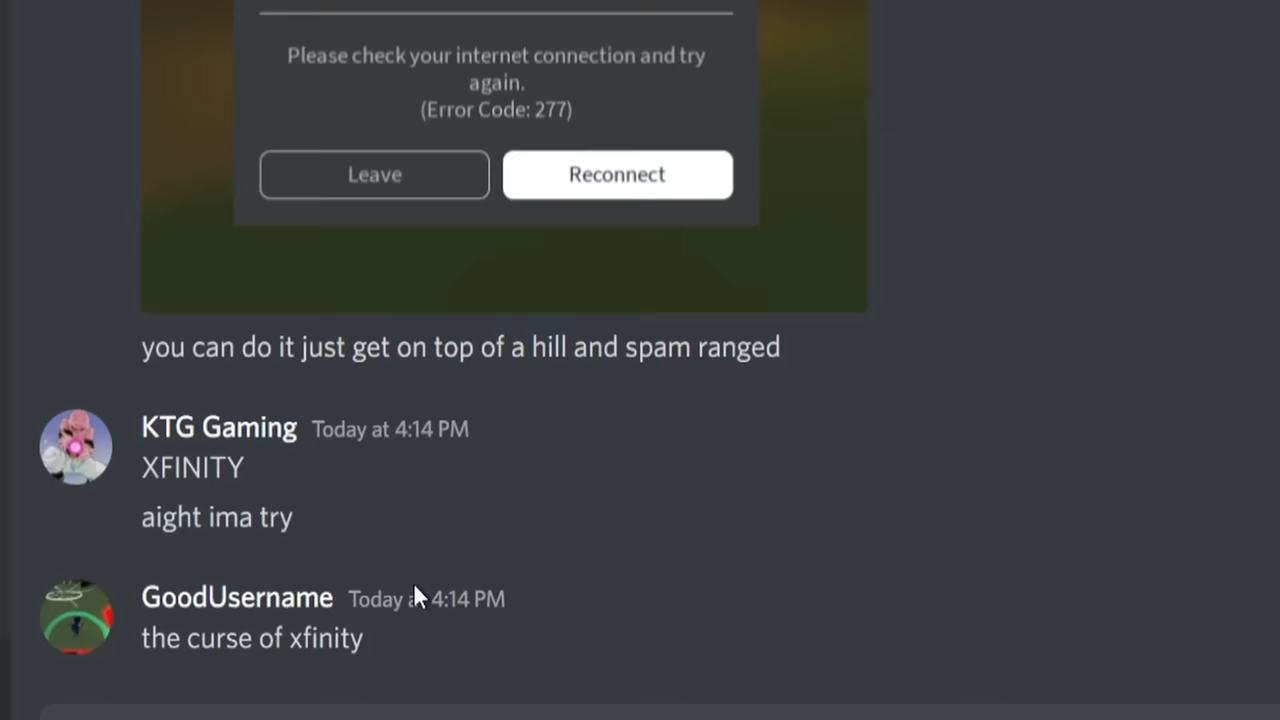 Please check your internet connection and try
again.
(Error Code: 277)
Leave
Reconnect
you can do it just get on top of a hill and spam ranged
KTG Gaming Today at 4:14 PM
XFINITY
aight ima try
GoodUsername Today at 4:14 PM
the curse of xfinity